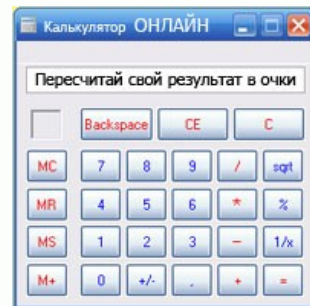 Калькулятор ОНЛАЙН
Пересчитай свой результат в очки
Backspace CE C
MC 7 8 9 / sqrt
MR 4 5 6 * %
MS 1 2 3 - 1/x
M+ 0 +/- . + =